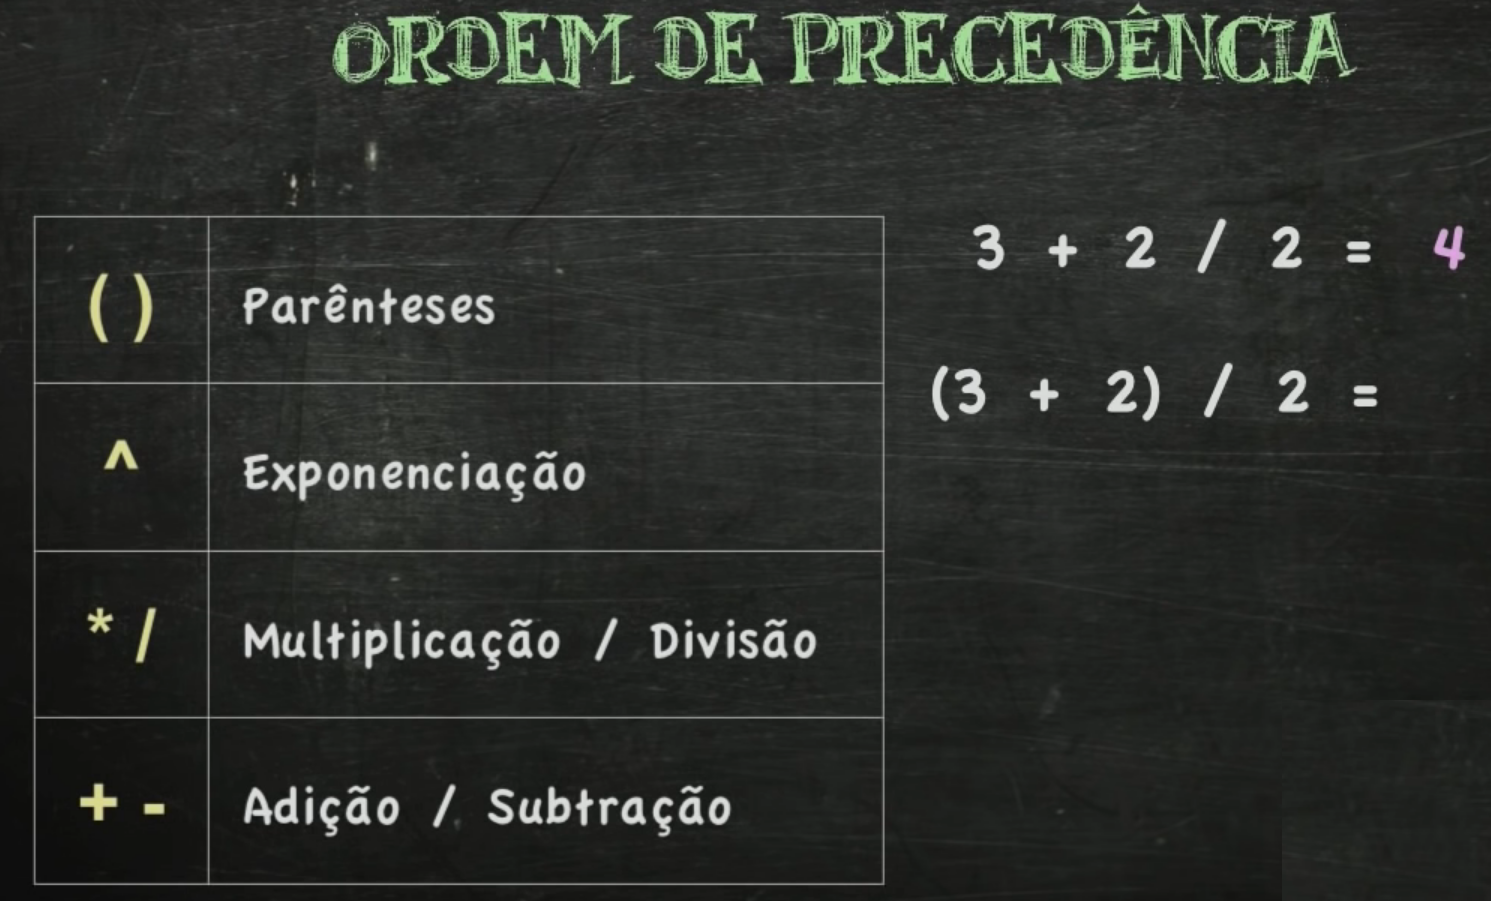 ORDEM DE PRECEDÊNCIA
( ) Parênteses
^ Exponenciação
* / Multiplicação / Divisão
+ - Adição / Subtração
3 + 2 / 2 = 4
(3 + 2) / 2 =